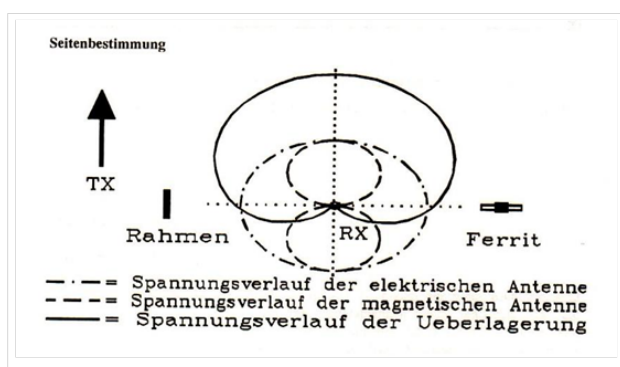 Seitenbestimmung
TX
Rahmen
RX
Ferrit
= Spannungsverlauf der elektrischen Antenne
= Spannungsverlauf der magnetischen Antenne
= Spannungsverlauf der Ueberlagerung